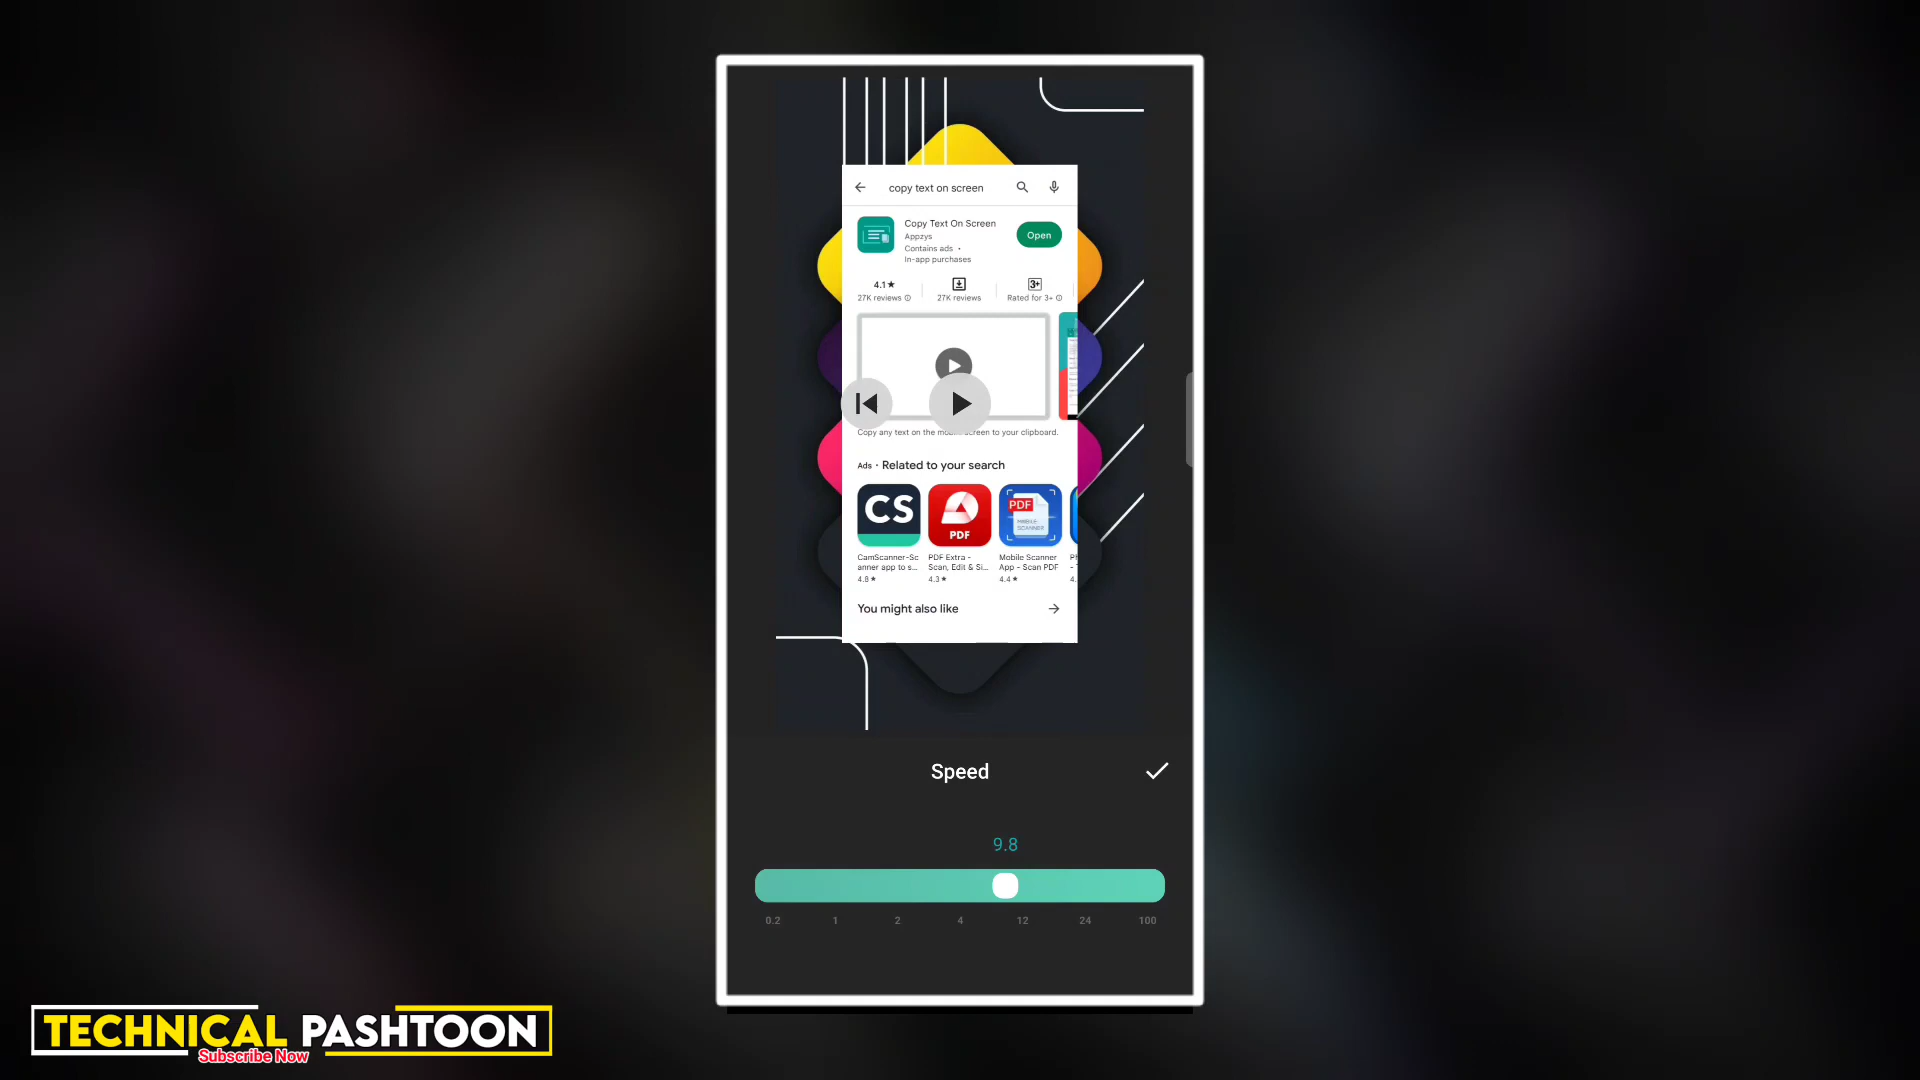 copy text on screen
Copy Text On Screen
Appzys
Contains ads •
In-app purchases
Open
4.1★
27K reviews
27K reviews
3+
Rated for 3+
Copy any text on the screen to your clipboard.
Ads • Related to your search
CS
PDF
PDF
MOBILE SCANNER
CamScanner-Sc
anner app to s...
4.8★
PDF Extra -
Scan, Edit & Si...
4.3★
Mobile Scanner
App - Scan PDF
4.4★
4.
You might also like
Speed
9.8
0.2 1 2 4 12 24 100
TECHNICAL PASHTOON
Subscribe Now